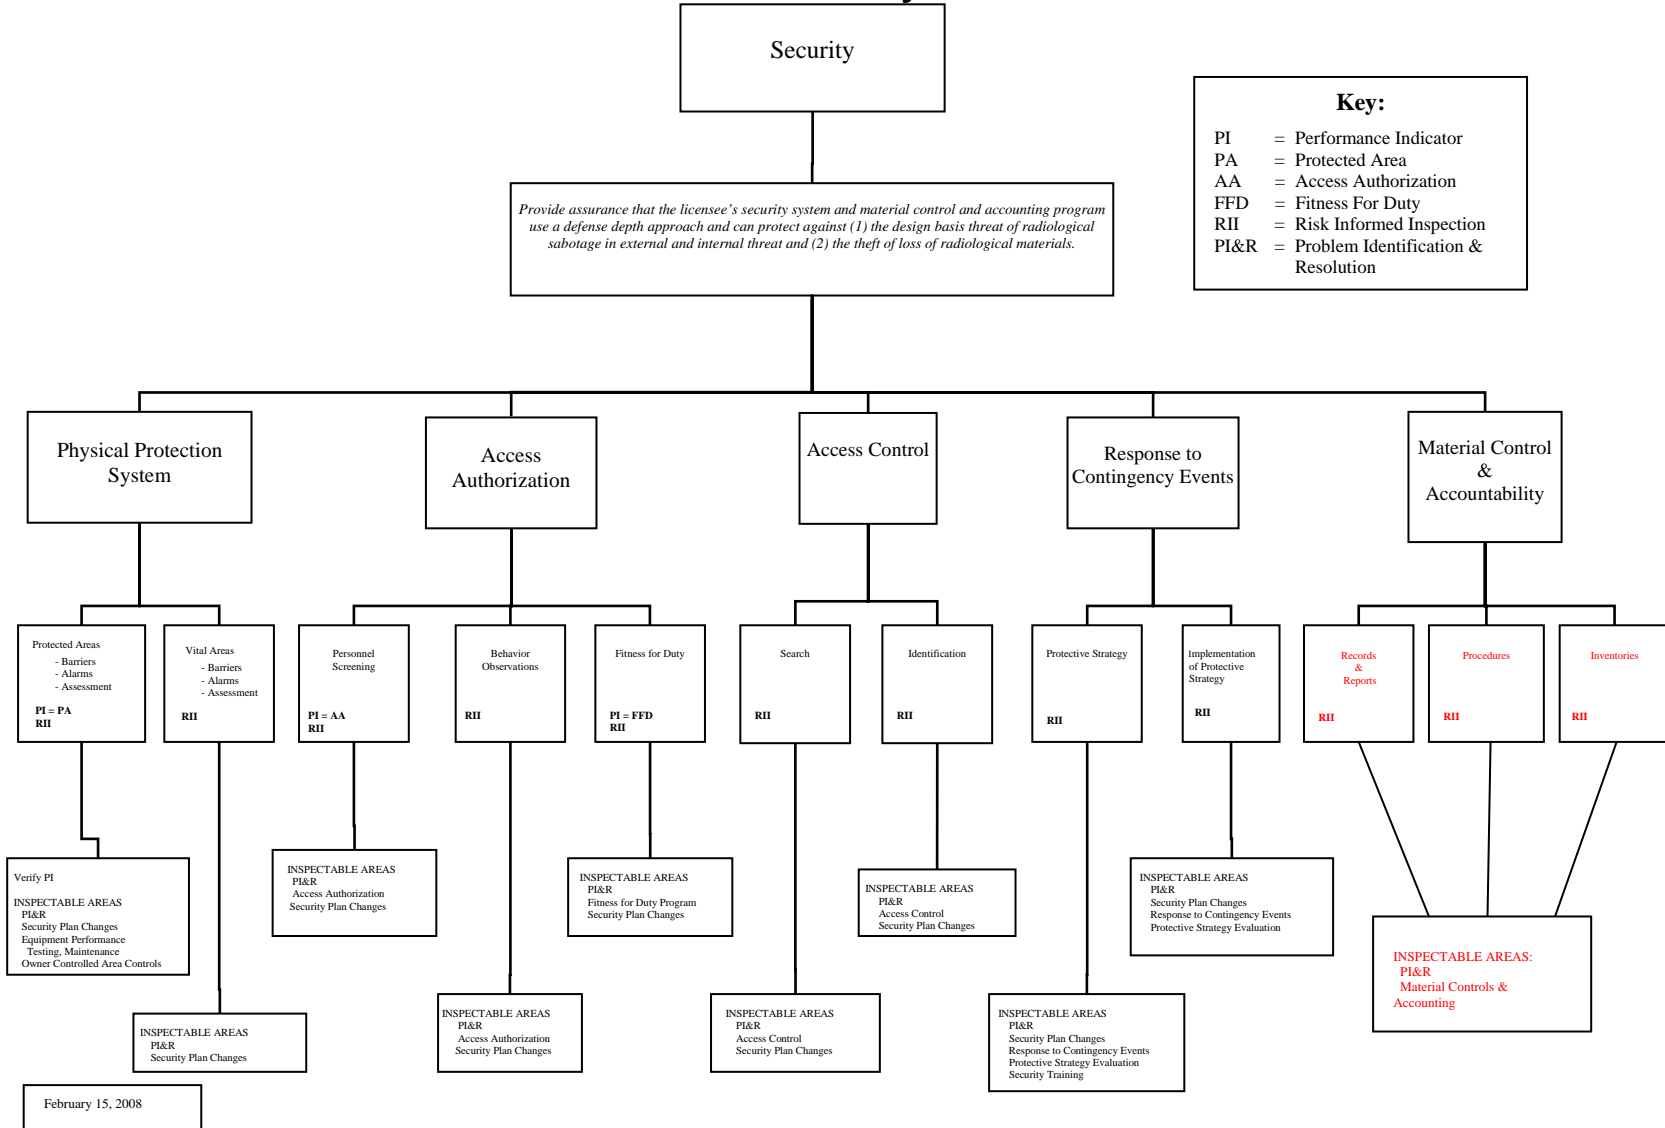 Security
Key:
PI = Performance Indicator
PA = Protected Area
AA = Access Authorization
FFD = Fitness For Duty
RII = Risk Informed Inspection
PI&R = Problem Identification &
Resolution
Provide assurance that the licensee's security system and material control and accounting program
use a defense depth approach and can protect against (1) the design basis threat of radiological
sabotage in external and internal threat and (2) the theft of loss of radiological materials.
Physical Protection
System
Access
Authorization
Access Control
Response to
Contingency Events
Material Control
&
Accountability
Protected Areas
- Barriers
- Alarms
- Assessment
PI = PA
RII
Vital Areas
- Barriers
- Alarms
- Assessment
RII
Personnel
Screening
PI = AA
RII
Behavior
Observations
RII
Fitness for Duty
PI = FFD
RII
Search
RII
Identification
RII
Protective Strategy
RII
Implementation
of Protective
Strategy
RII
Records
&
Reports
RII
Procedures
RII
Inventories
RII
Verify PI
INSPECTABLE AREAS
PI&R
Security Plan Changes
Equipment Performance
Testing, Maintenance
Owner Controlled Area Controls
INSPECTABLE AREAS
PI&R
Security Plan Changes
INSPECTABLE AREAS
PI&R
Access Authorization
Security Plan Changes
INSPECTABLE AREAS
PI&R
Access Authorization
Security Plan Changes
INSPECTABLE AREAS
PI&R
Fitness for Duty Program
Security Plan Changes
INSPECTABLE AREAS
PI&R
Access Control
Security Plan Changes
INSPECTABLE AREAS
PI&R
Access Control
Security Plan Changes
INSPECTABLE AREAS
PI&R
Security Plan Changes
Response to Contingency Events
Protective Strategy Evaluation
Security Training
INSPECTABLE AREAS
PI&R
Security Plan Changes
Response to Contingency Events
Protective Strategy Evaluation
INSPECTABLE AREAS:
PI&R
Material Controls &
Accounting
February 15, 2008